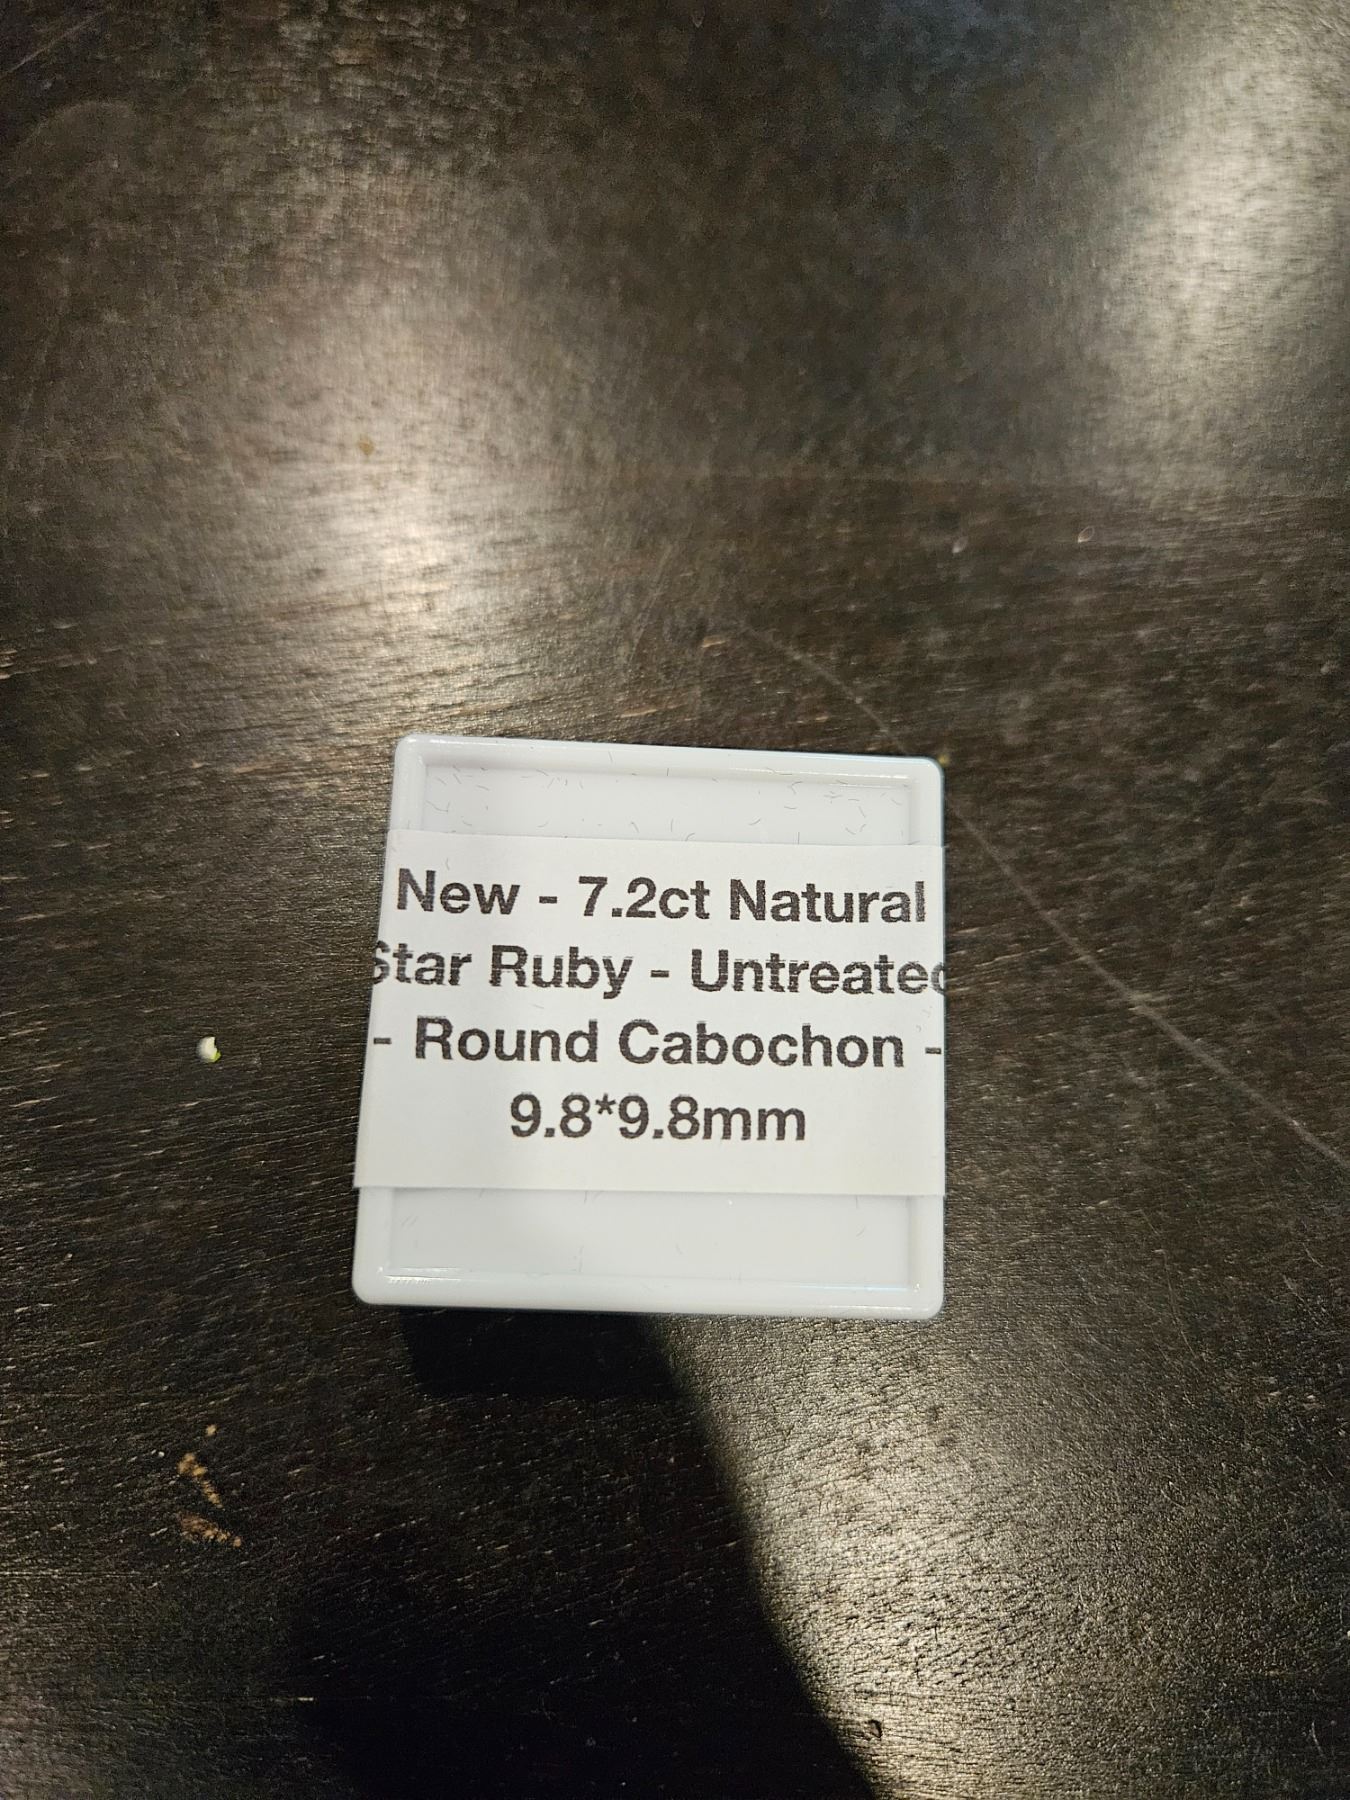 New - 7.2ct Natural
Star Ruby - Untreated
- Round Cabochon -
9.8*9.8mm